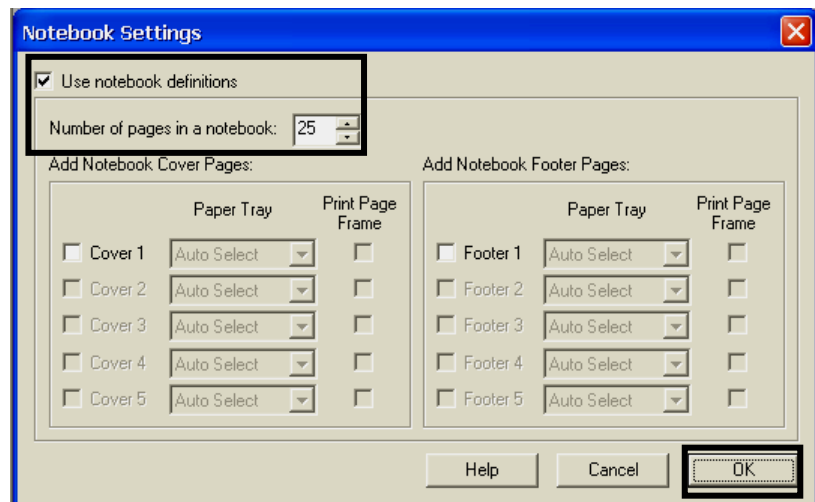 Notebook Settings
Use notebook definitions
Number of pages in a notebook: 25
Add Notebook Cover Pages: Add Notebook Footer Pages:
Paper Tray Print Page Frame Paper Tray Print Page Frame
Cover 1 Auto Select Footer 1 Auto Select
Cover 2 Auto Select Footer 2 Auto Select
Cover 3 Auto Select Footer 3 Auto Select
Cover 4 Auto Select Footer 4 Auto Select
Cover 5 Auto Select Footer 5 Auto Select
Help Cancel OK